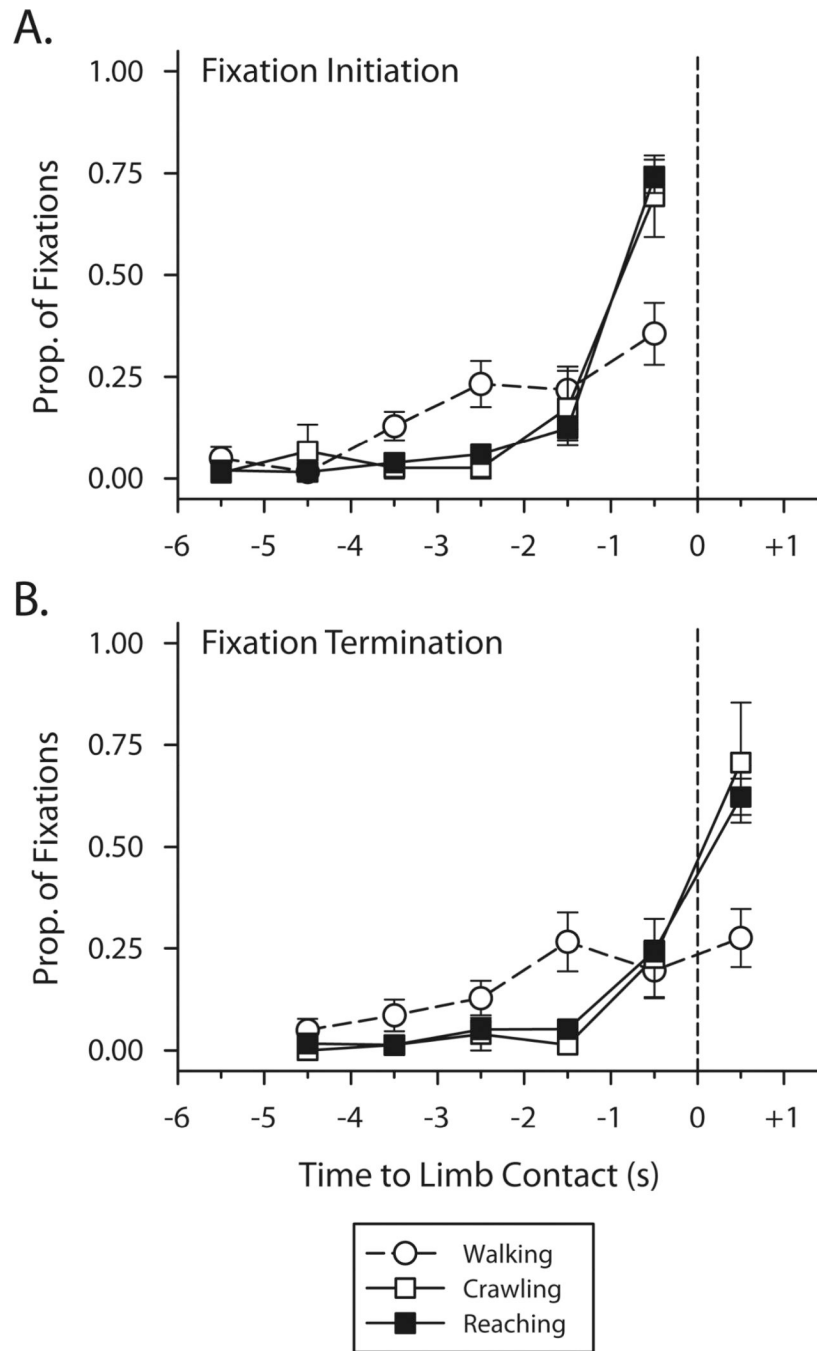 A.
Fixation Initiation
Prop. of Fixations
1.00
0.75
0.50
0.25
0.00
-6 -5 -4 -3 -2 -1 0 +1
B.
Fixation Termination
Prop. of Fixations
1.00
0.75
0.50
0.25
0.00
-6 -5 -4 -3 -2 -1 0 +1
Time to Limb Contact (s)
Walking
Crawling
Reaching